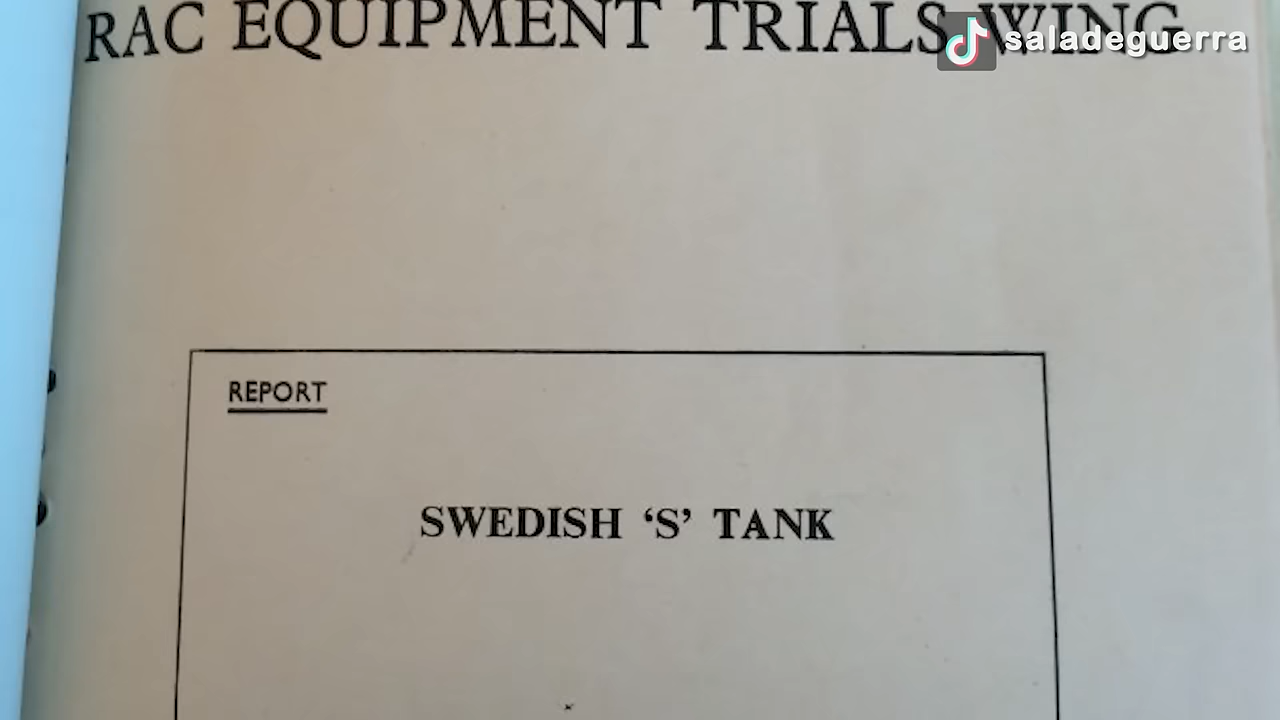 RAC EQUIPMENT TRIALS WING
saladeguerra
REPORT
SWEDISH ‘S’ TANK